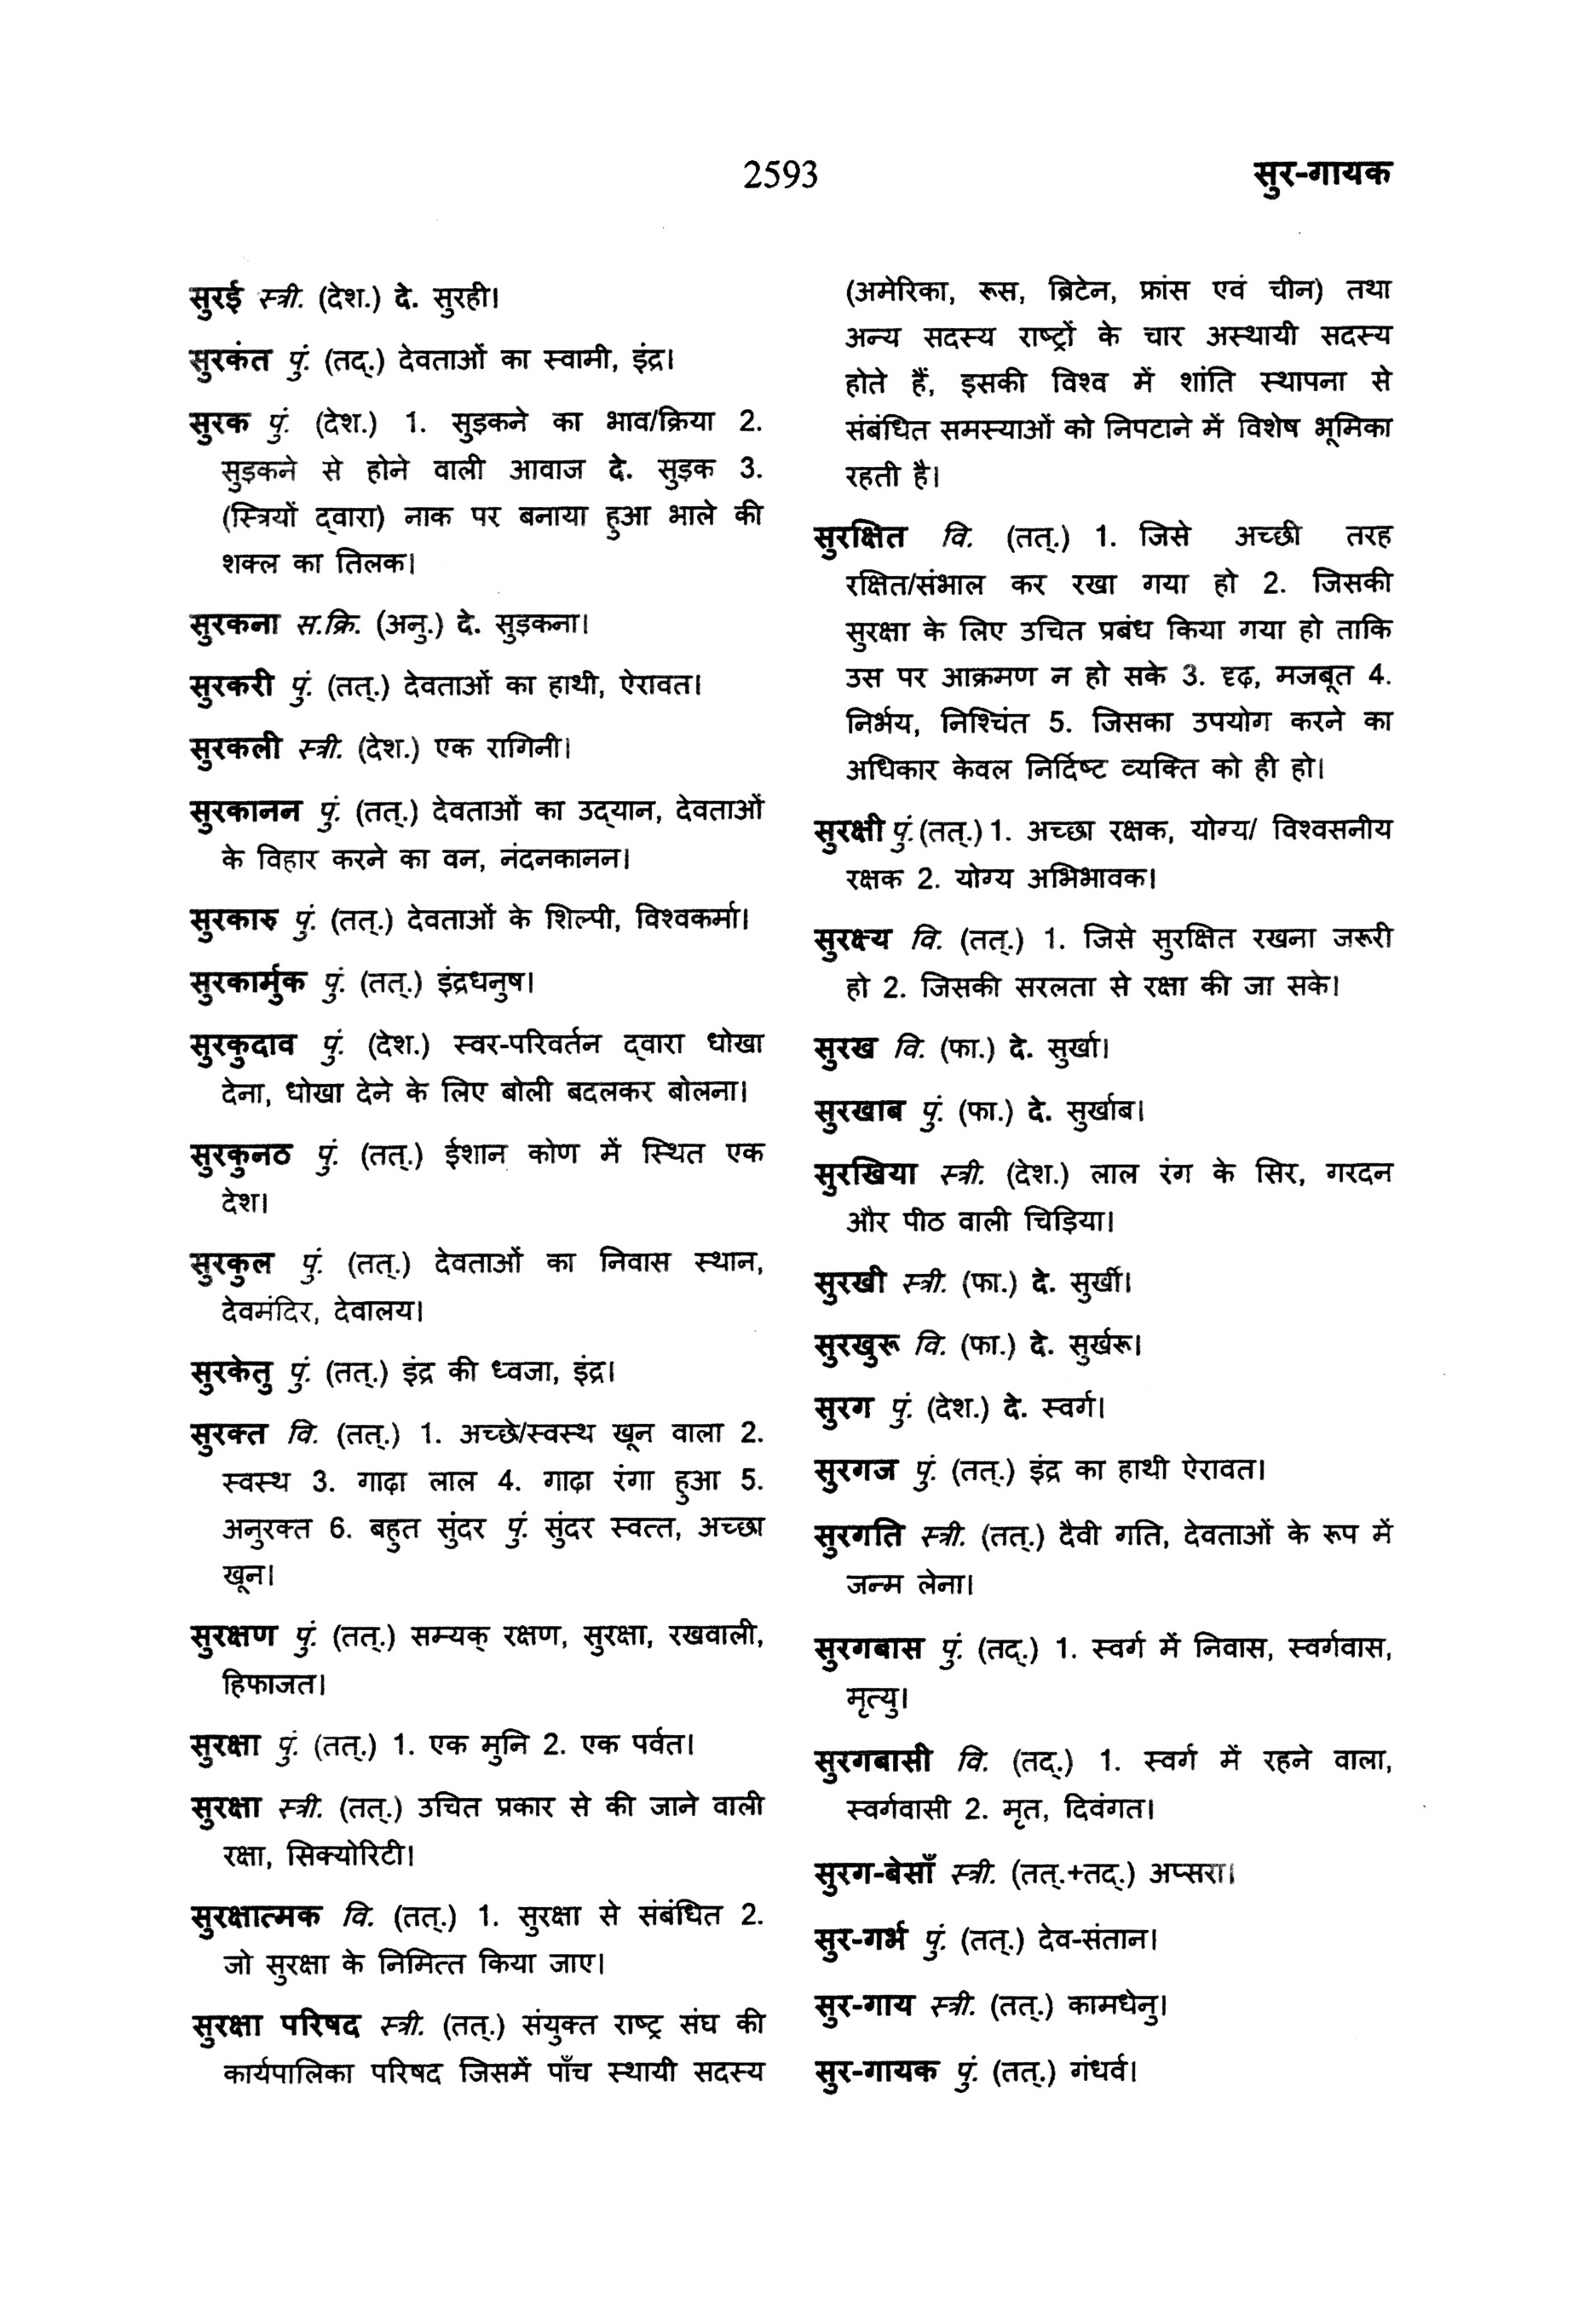 2593
सुर-गायक
सुरई स्त्री. (देश.) दे. सुरही।
सुरकंत पुं. (तद्.) देवताओं का स्वामी, इंद्र।
सुरक पुं. (देश.) 1. सुड़कने का भाव/क्रिया 2.
सुड़कने से होने वाली आवाज दे. सुड़क 3.
(स्त्रियों द्वारा) नाक पर बनाया हुआ भाले की
शक्ल का तिलक।
सुरकना स.क्रि. (अनु.) दे. सुड़कना।
सुरकरी पुं. (तत्.) देवताओं का हाथी, ऐरावत।
सुरकली स्त्री. (देश.) एक रागिनी।
सुरकानन पुं. (तत्.) देवताओं का उद्यान, देवताओं
के विहार करने का वन, नंदनकानन।
सुरकारु पुं. (तत्.) देवताओं के शिल्पी, विश्वकर्मा।
सुरकार्मुक पुं. (तत्.) इंद्रधनुष।
सुरकुदाव पुं. (देश.) स्वर-परिवर्तन द्वारा धोखा
देना, धोखा देने के लिए बोली बदलकर बोलना।
सुरकुनठ पुं. (तत्.) ईशान कोण में स्थित एक
देश।
सुरकुल पुं. (तत्.) देवताओं का निवास स्थान,
देवमंदिर, देवालय।
सुरकेतु पुं. (तत्.) इंद्र की ध्वजा, इंद्र।
सुरक्त वि. (तत्.) 1. अच्छे/स्वस्थ खून वाला 2.
स्वस्थ 3. गाढ़ा लाल 4. गाढ़ा रंगा हुआ 5.
अनुरक्त 6. बहुत सुंदर पुं. सुंदर स्वत्त, अच्छा
खून।
सुरक्षण पुं. (तत्.) सम्यक् रक्षण, सुरक्षा, रखवाली,
हिफाजत।
सुरक्षा पुं. (तत्.) 1. एक मुनि 2. एक पर्वत।
सुरक्षा स्त्री. (तत्.) उचित प्रकार से की जाने वाली
रक्षा, सिक्योरिटी।
सुरक्षात्मक वि. (तत्.) 1. सुरक्षा से संबंधित 2.
जो सुरक्षा के निमित्त किया जाए।
सुरक्षा परिषद स्त्री. (तत्.) संयुक्त राष्ट्र संघ की
कार्यपालिका परिषद जिसमें पाँच स्थायी सदस्य
(अमेरिका, रूस, ब्रिटेन, फ्रांस एवं चीन) तथा
अन्य सदस्य राष्ट्रों के चार अस्थायी सदस्य
होते हैं, इसकी विश्व में शांति स्थापना से
संबंधित समस्याओं को निपटाने में विशेष भूमिका
रहती है।
सुरक्षित वि. (तत्.) 1. जिसे अच्छी तरह
रक्षित/संभाल कर रखा गया हो 2. जिसकी
सुरक्षा के लिए उचित प्रबंध किया गया हो ताकि
उस पर आक्रमण न हो सके 3. दृढ़, मजबूत 4.
निर्भय, निश्चिंत 5. जिसका उपयोग करने का
अधिकार केवल निर्दिष्ट व्यक्ति को ही हो।
सुरक्षी पुं. (तत्.) 1. अच्छा रक्षक, योग्य/ विश्वसनीय
रक्षक 2. योग्य अभिभावक।
सुरक्ष्य वि. (तत्.) 1. जिसे सुरक्षित रखना जरूरी
हो 2. जिसकी सरलता से रक्षा की जा सके।
सुरख वि. (फा.) दे. सुर्खा।
सुरखाब पुं. (फा.) दे. सुर्खाब।
सुरखिया स्त्री. (देश.) लाल रंग के सिर, गरदन
और पीठ वाली चिड़िया।
सुरखी स्त्री. (फा.) दे. सुर्खी।
सुरखुरू वि. (फा.) दे. सुर्खरू।
सुरग पुं. (देश.) दे. स्वर्ग।
सुरगज पुं. (तत्.) इंद्र का हाथी ऐरावत।
सुरगति स्त्री. (तत्.) दैवी गति, देवताओं के रूप में
जन्म लेना।
सुरगबास पुं. (तद्.) 1. स्वर्ग में निवास, स्वर्गवास,
मृत्यु।
सुरगबासी वि. (तद्.) 1. स्वर्ग में रहने वाला,
स्वर्गवासी 2. मृत, दिवंगत।
सुरग-बेसाँ स्त्री. (तत्.+तद्.) अप्सरा।
सुर-गर्भ पुं. (तत्.) देव-संतान।
सुर-गाय स्त्री. (तत्.) कामधेनु।
सुर-गायक पुं. (तत्.) गंधर्व।